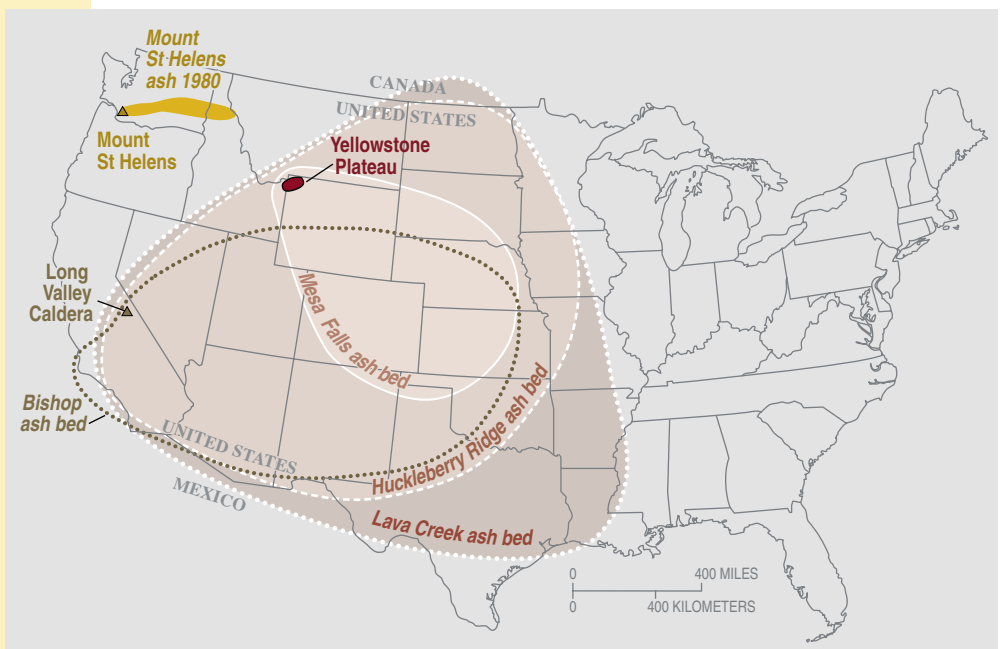 Mount
St Helens
ash 1980
CANADA
UNITED STATES
Mount
St Helens
Yellowstone
Plateau
Long
Valley
Caldera
Mesa Falls ash bed
Bishop
ash bed
Huckleberry Ridge ash bed
UNITED STATES
MEXICO
Lava Creek ash bed
0 400 MILES
0 400 KILOMETERS